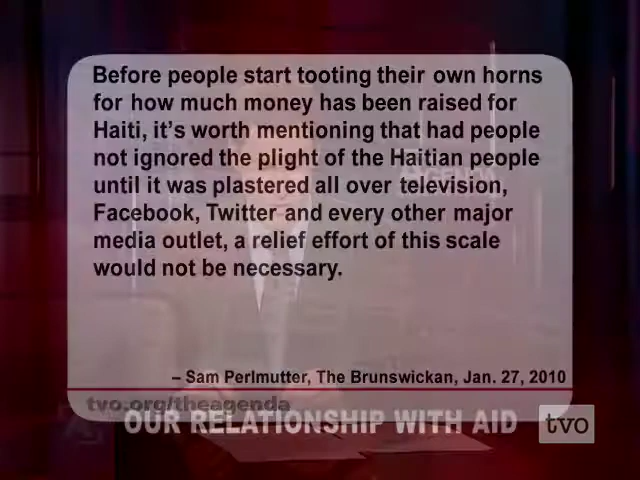 Before people start tooting their own horns
for how much money has been raised for
Haiti, it's worth mentioning that had people
not ignored the plight of the Haitian people
until it was plastered all over television,
Facebook, Twitter and every other major
media outlet, a relief effort of this scale
would not be necessary.
AGENDA
– Sam Perlmutter, The Brunswickan, Jan. 27, 2010
tvo.org/theagenda
OUR RELATIONSHIP WITH AID
tvo